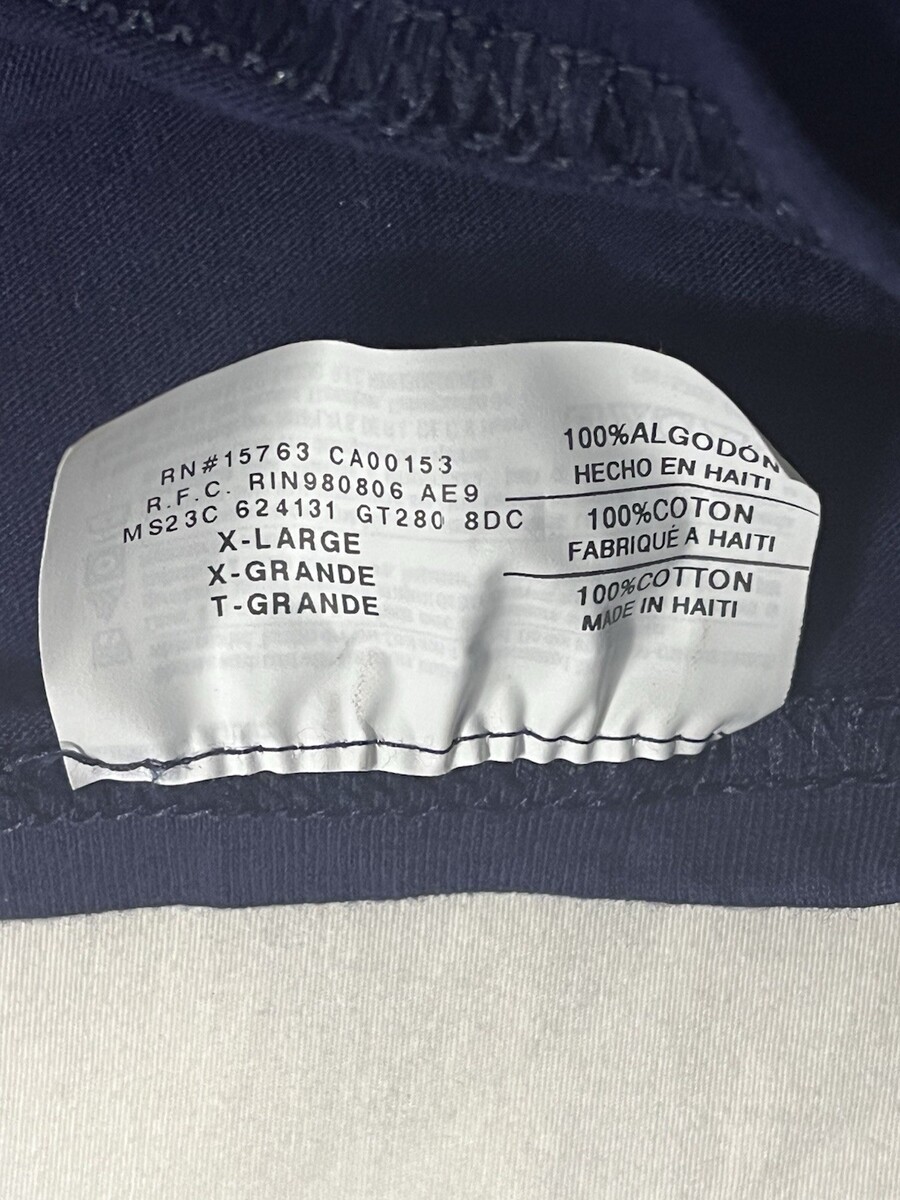 RN#15763 CA00153
R.F.C. RIN980806 AE9
MS23C 624131 GT280 8DC
X-LARGE
X-GRANDE
T-GRANDE
100%ALGODÓN
HECHO EN HAITI
100%COTON
FABRIQUÉ A HAITI
100%COTTON
MADE IN HAITI